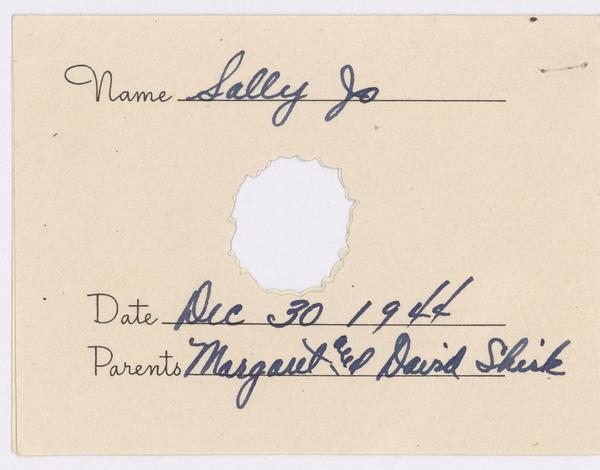 Name Sally Jo
Date Dec 30 1944
Parents Margaret and David Shirk